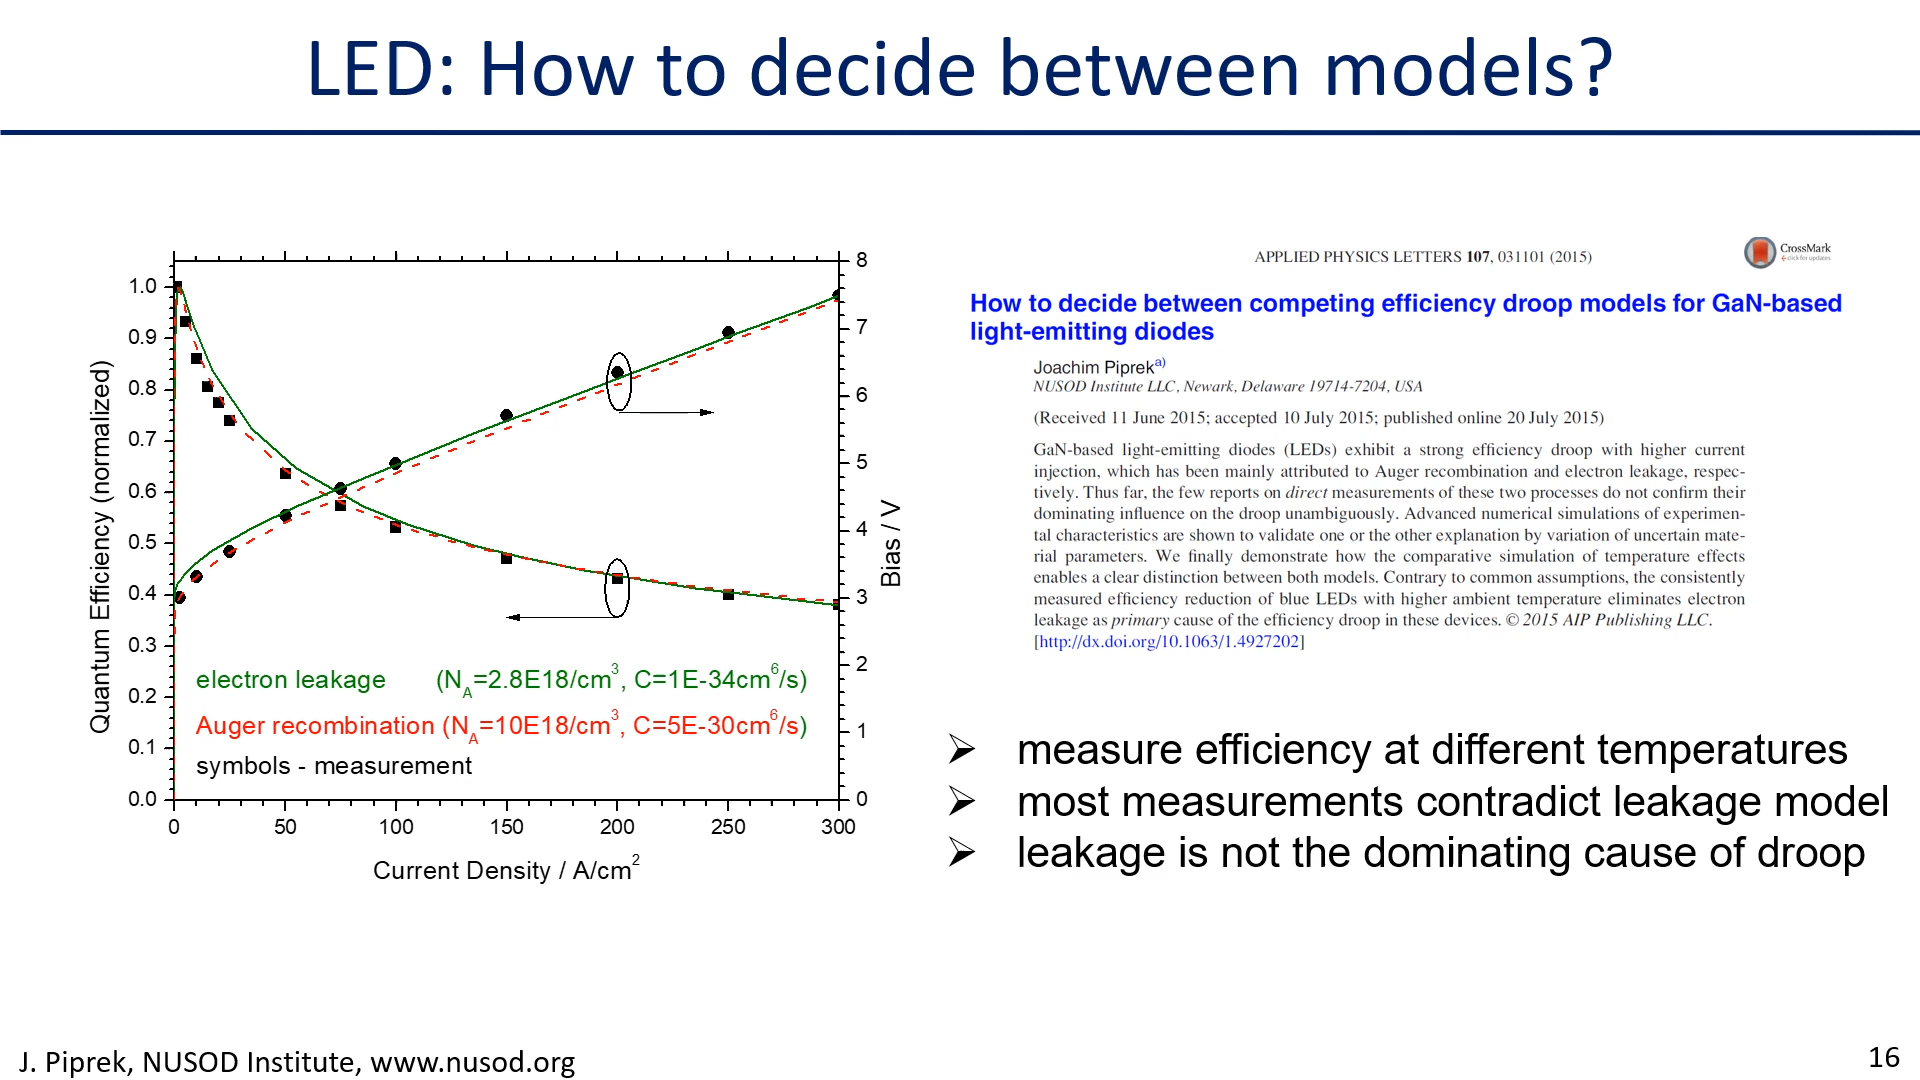 LED: How to decide between models?
1.0
0.9
0.8
0.7
0.6
0.5
0.4
0.3
0.2
0.1
0.0
Quantum Efficiency (normalized)
8
7
6
5
4
3
2
1
0
Bias / V
electron leakage (N_A=2.8E18/cm³, C=1E-34cm⁶/s)
Auger recombination (N_A=10E18/cm³, C=5E-30cm⁶/s)
symbols - measurement
0 50 100 150 200 250 300
Current Density / A/cm²
APPLIED PHYSICS LETTERS 107, 031101 (2015)
CrossMark
click for updates
How to decide between competing efficiency droop models for GaN-based
light-emitting diodes
Joachim Piprek a)
NUSOD Institute LLC, Newark, Delaware 19714-7204, USA
(Received 11 June 2015; accepted 10 July 2015; published online 20 July 2015)
GaN-based light-emitting diodes (LEDs) exhibit a strong efficiency droop with higher current
injection, which has been mainly attributed to Auger recombination and electron leakage, respec-
tively. Thus far, the few reports on direct measurements of these two processes do not confirm their
dominating influence on the droop unambiguously. Advanced numerical simulations of experimen-
tal characteristics are shown to validate one or the other explanation by variation of uncertain mate-
rial parameters. We finally demonstrate how the comparative simulation of temperature effects
enables a clear distinction between both models. Contrary to common assumptions, the consistently
measured efficiency reduction of blue LEDs with higher ambient temperature eliminates electron
leakage as primary cause of the efficiency droop in these devices. © 2015 AIP Publishing LLC.
[http://dx.doi.org/10.1063/1.4927202]
➢ measure efficiency at different temperatures
➢ most measurements contradict leakage model
➢ leakage is not the dominating cause of droop
J. Piprek, NUSOD Institute, www.nusod.org
16